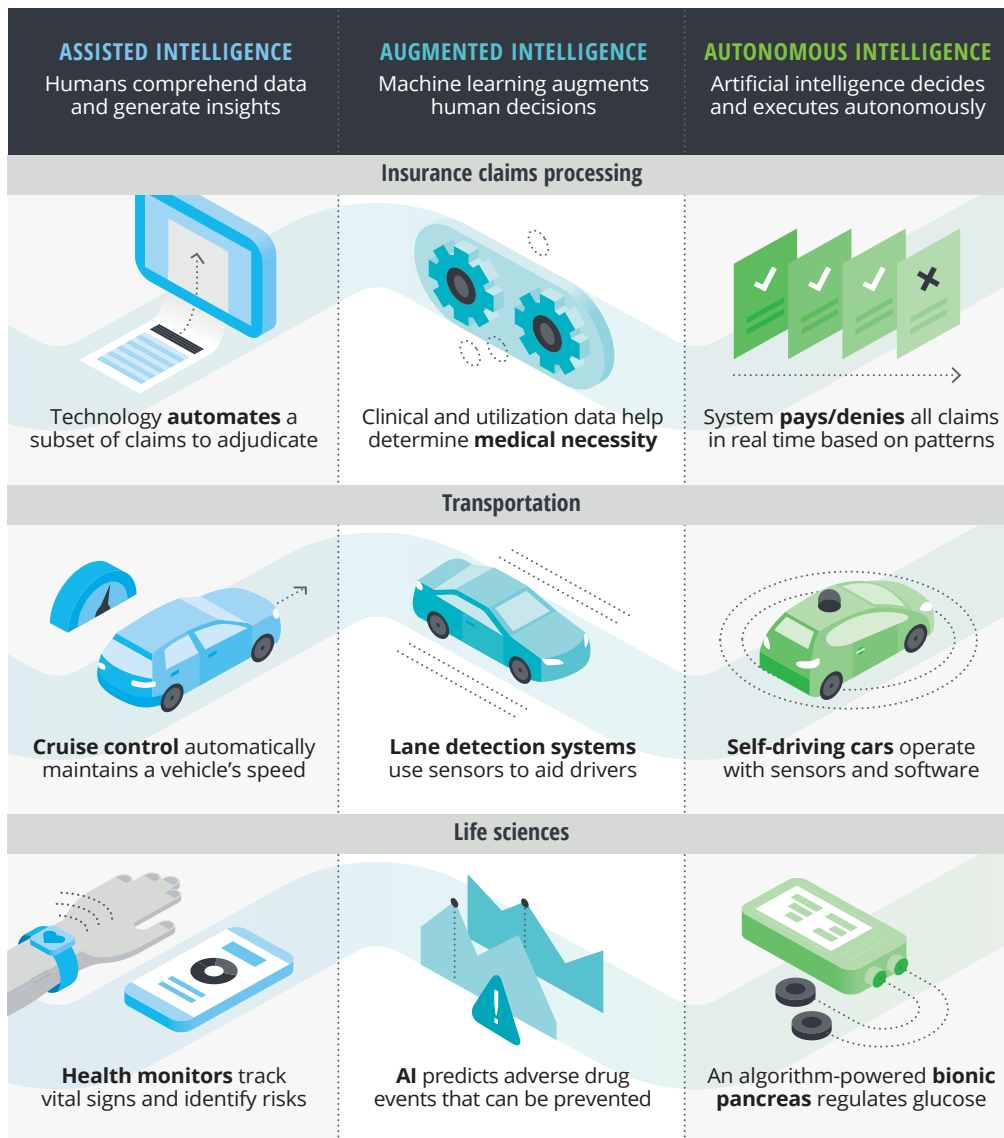 ASSISTED INTELLIGENCE
Humans comprehend data
and generate insights
AUGMENTED INTELLIGENCE
Machine learning augments
human decisions
AUTONOMOUS INTELLIGENCE
Artificial intelligence decides
and executes autonomously
Insurance claims processing
Technology automates a
subset of claims to adjudicate
Clinical and utilization data help
determine medical necessity
System pays/denies all claims
in real time based on patterns
Transportation
Cruise control automatically
maintains a vehicle’s speed
Lane detection systems
use sensors to aid drivers
Self-driving cars operate
with sensors and software
Life sciences
Health monitors track
vital signs and identify risks
AI predicts adverse drug
events that can be prevented
An algorithm-powered bionic
pancreas regulates glucose